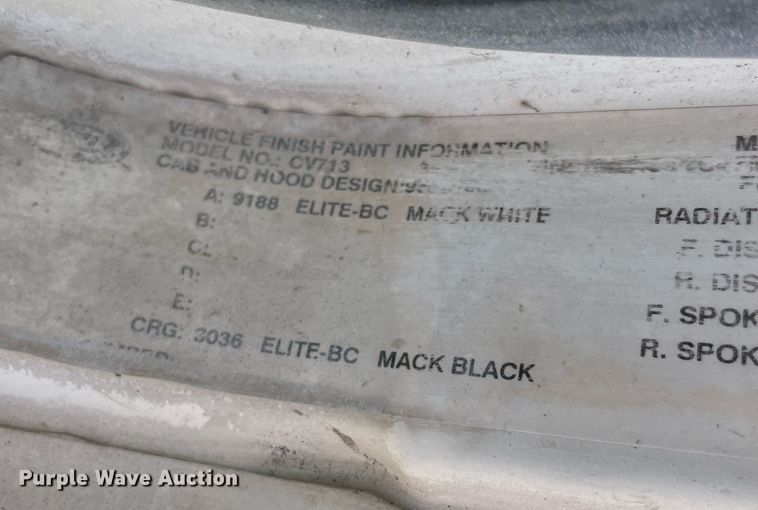 VEHICLE FINISH PAINT INFORMATION
MODEL NO.: CV713
CAB AND HOOD DESIGN:
A: 9188 ELITE-BC MACK WHITE
B:
C:
D:
E:
CRG: 3036 ELITE-BC MACK BLACK
M
F
RADIAT
F. DIS
R. DIS
F. SPOK
R. SPOK
Purple Wave Auction